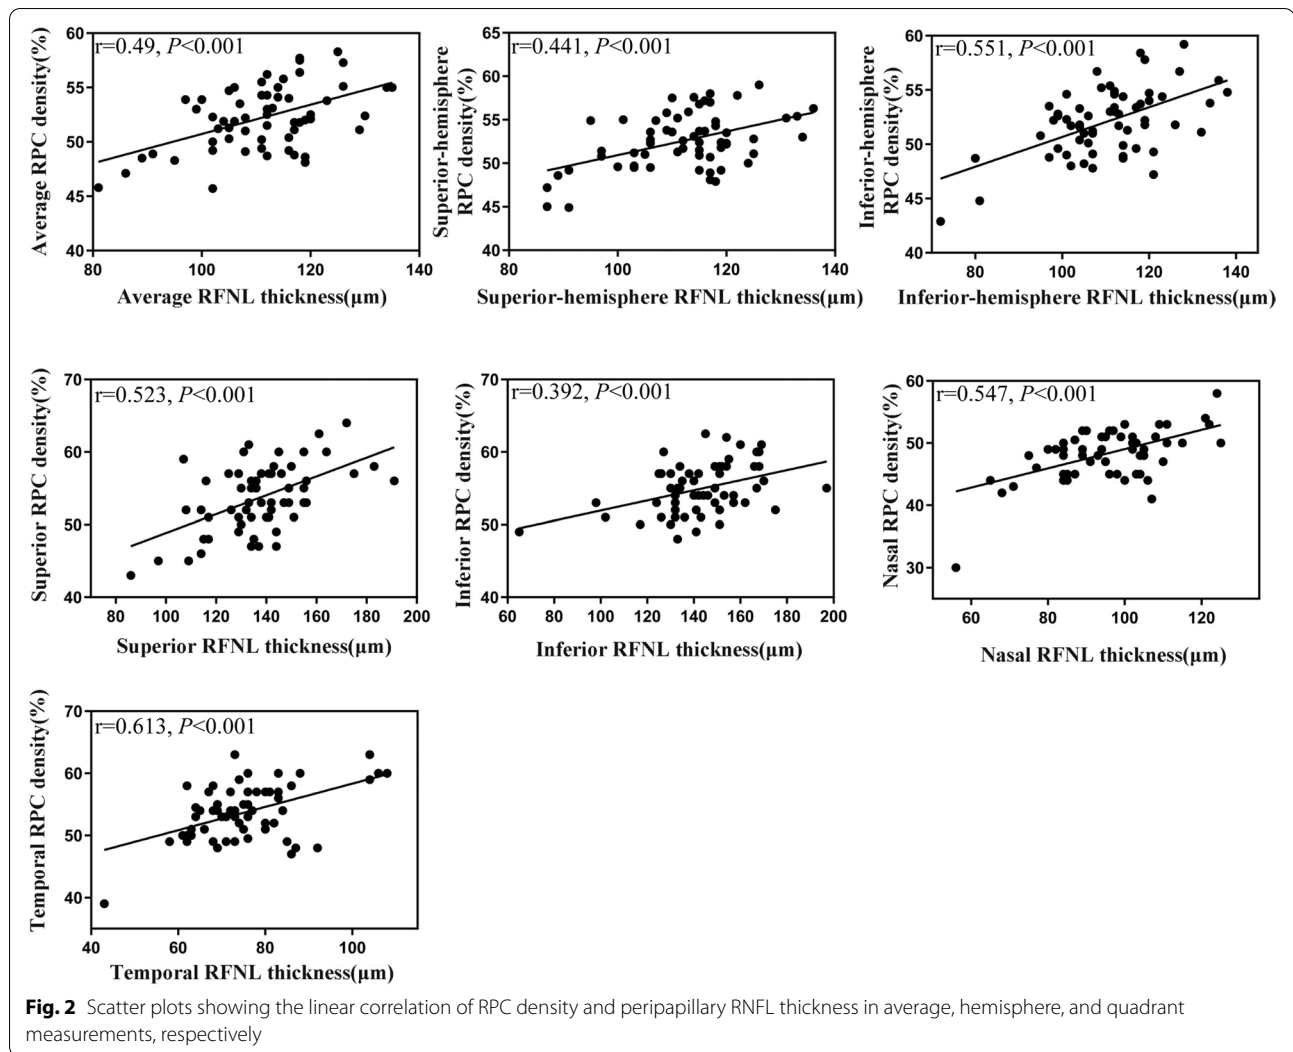 r=0.49, P<0.001
Average RPC density(%)
60
55
50
45
40
80 100 120 140
Average RFNL thickness(μm)
r=0.441, P<0.001
Superior-hemisphere
RPC density(%)
65
60
55
50
45
40
80 100 120 140
Superior-hemisphere RFNL thickness(μm)
r=0.551, P<0.001
Inferior-hemisphere
RPC density(%)
60
55
50
45
40
80 100 120 140
Inferior-hemisphere RFNL thickness(μm)
r=0.523, P<0.001
Superior RPC density(%)
70
60
50
40
80 100 120 140 160 180 200
Superior RFNL thickness(μm)
r=0.392, P<0.001
Inferior RPC density(%)
70
60
50
40
60 80 100 120 140 160 180 200
Inferior RFNL thickness(μm)
r=0.547, P<0.001
Nasal RPC density(%)
60
50
40
30
60 80 100 120
Nasal RFNL thickness(μm)
r=0.613, P<0.001
Temporal RPC density(%)
70
60
50
40
40 60 80 100
Temporal RFNL thickness(μm)
Fig. 2 Scatter plots showing the linear correlation of RPC density and peripapillary RNFL thickness in average, hemisphere, and quadrant
measurements, respectively